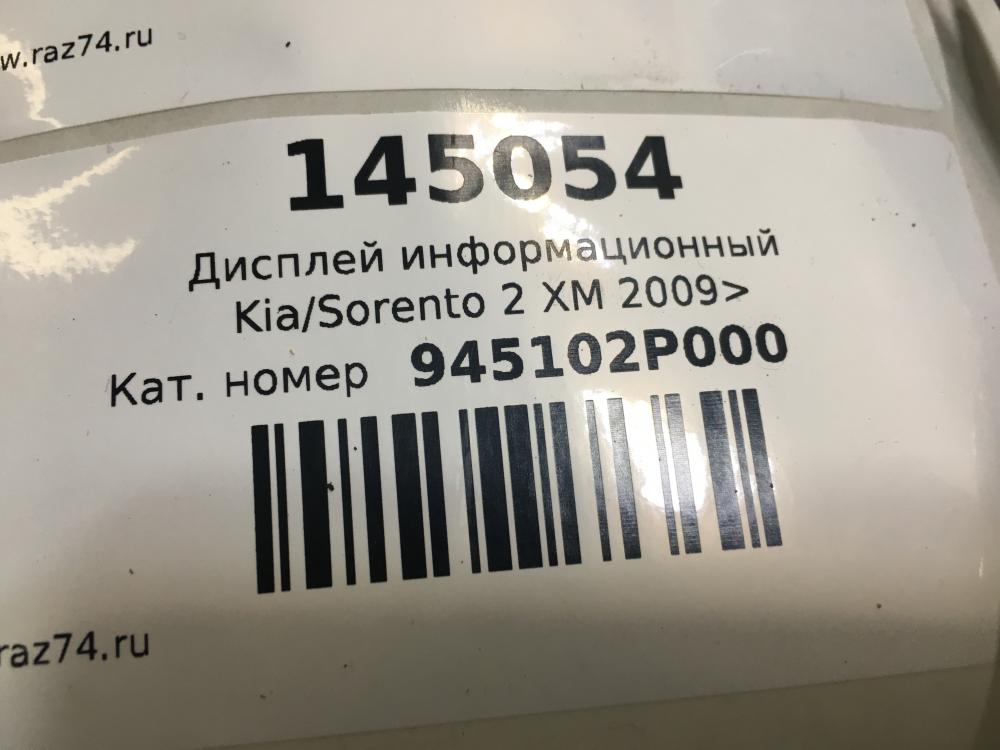 w.raz74.ru
145054
Дисплей информационный
Kia/Sorento 2 XM 2009>
Кат. номер 945102P000
raz74.ru